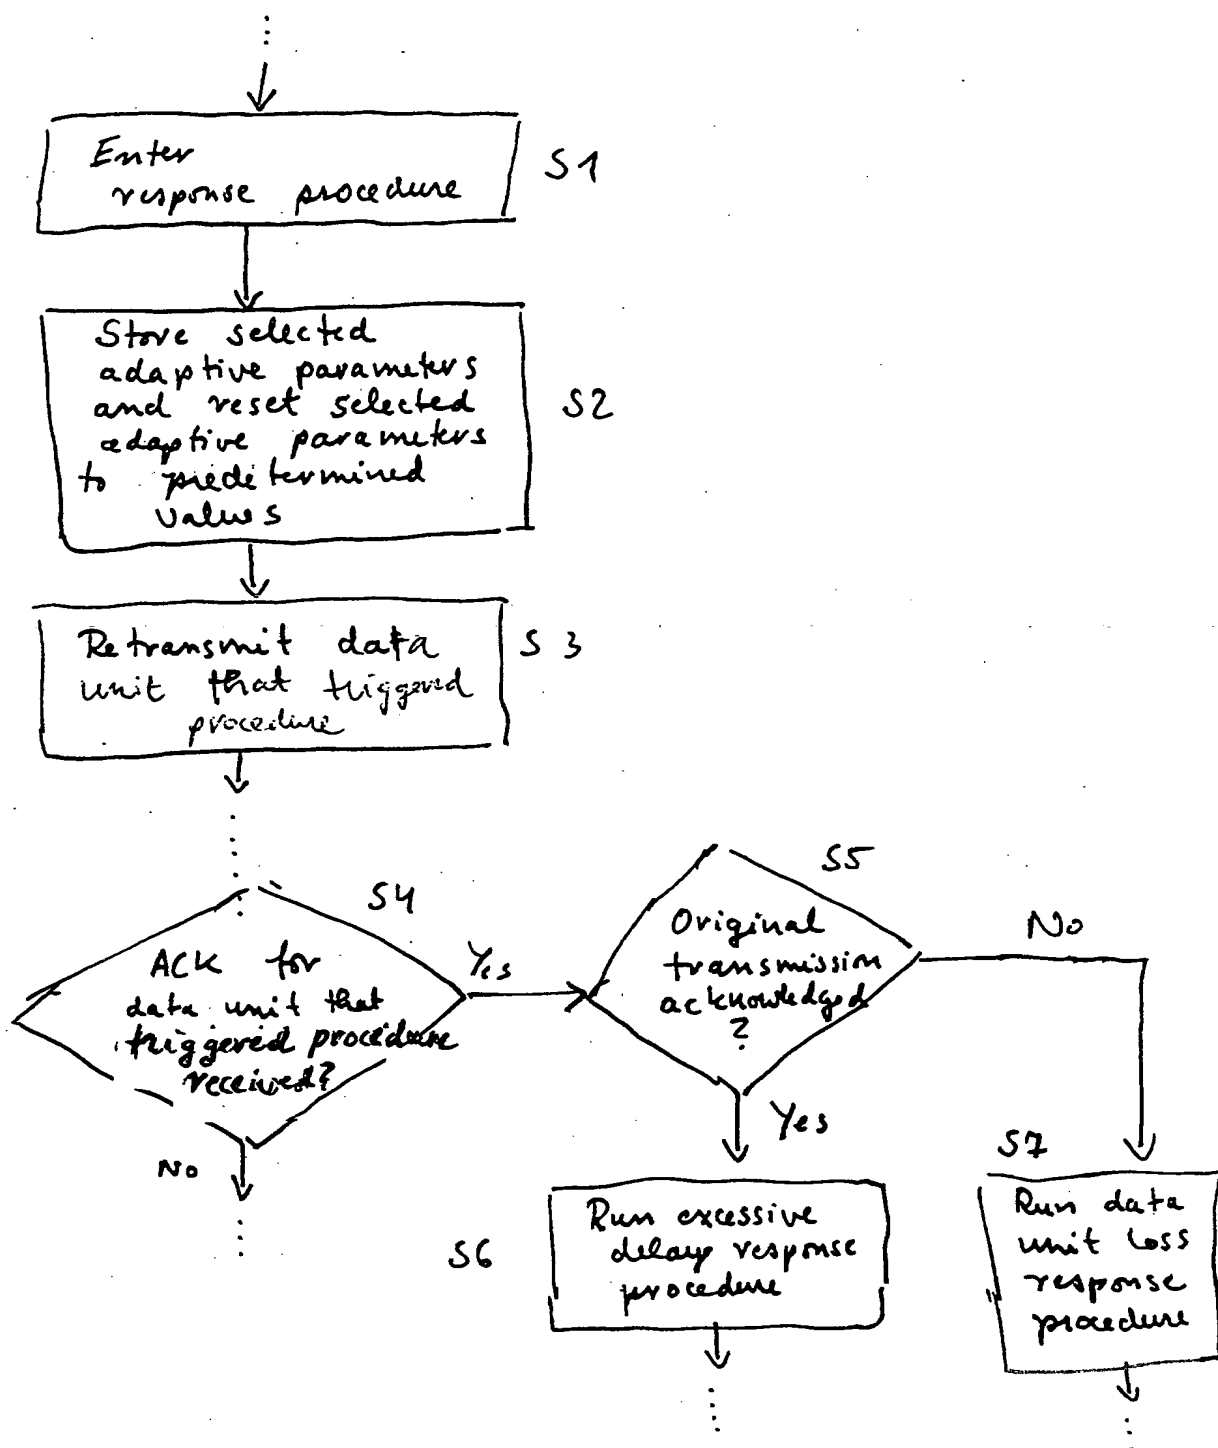 Enter
response procedure
S1
Store selected
adaptive parameters
and reset selected
adaptive parameters
to predetermined
values
S2
Retransmit data
unit that triggered
procedure
S3
S4
ACK for
data unit that
triggered procedure
received?
Yes
No
S5
Original
transmission
acknowledged
?
No
Yes
S6
Run excessive
delay response
procedure
S7
Run data
unit loss
response
procedure